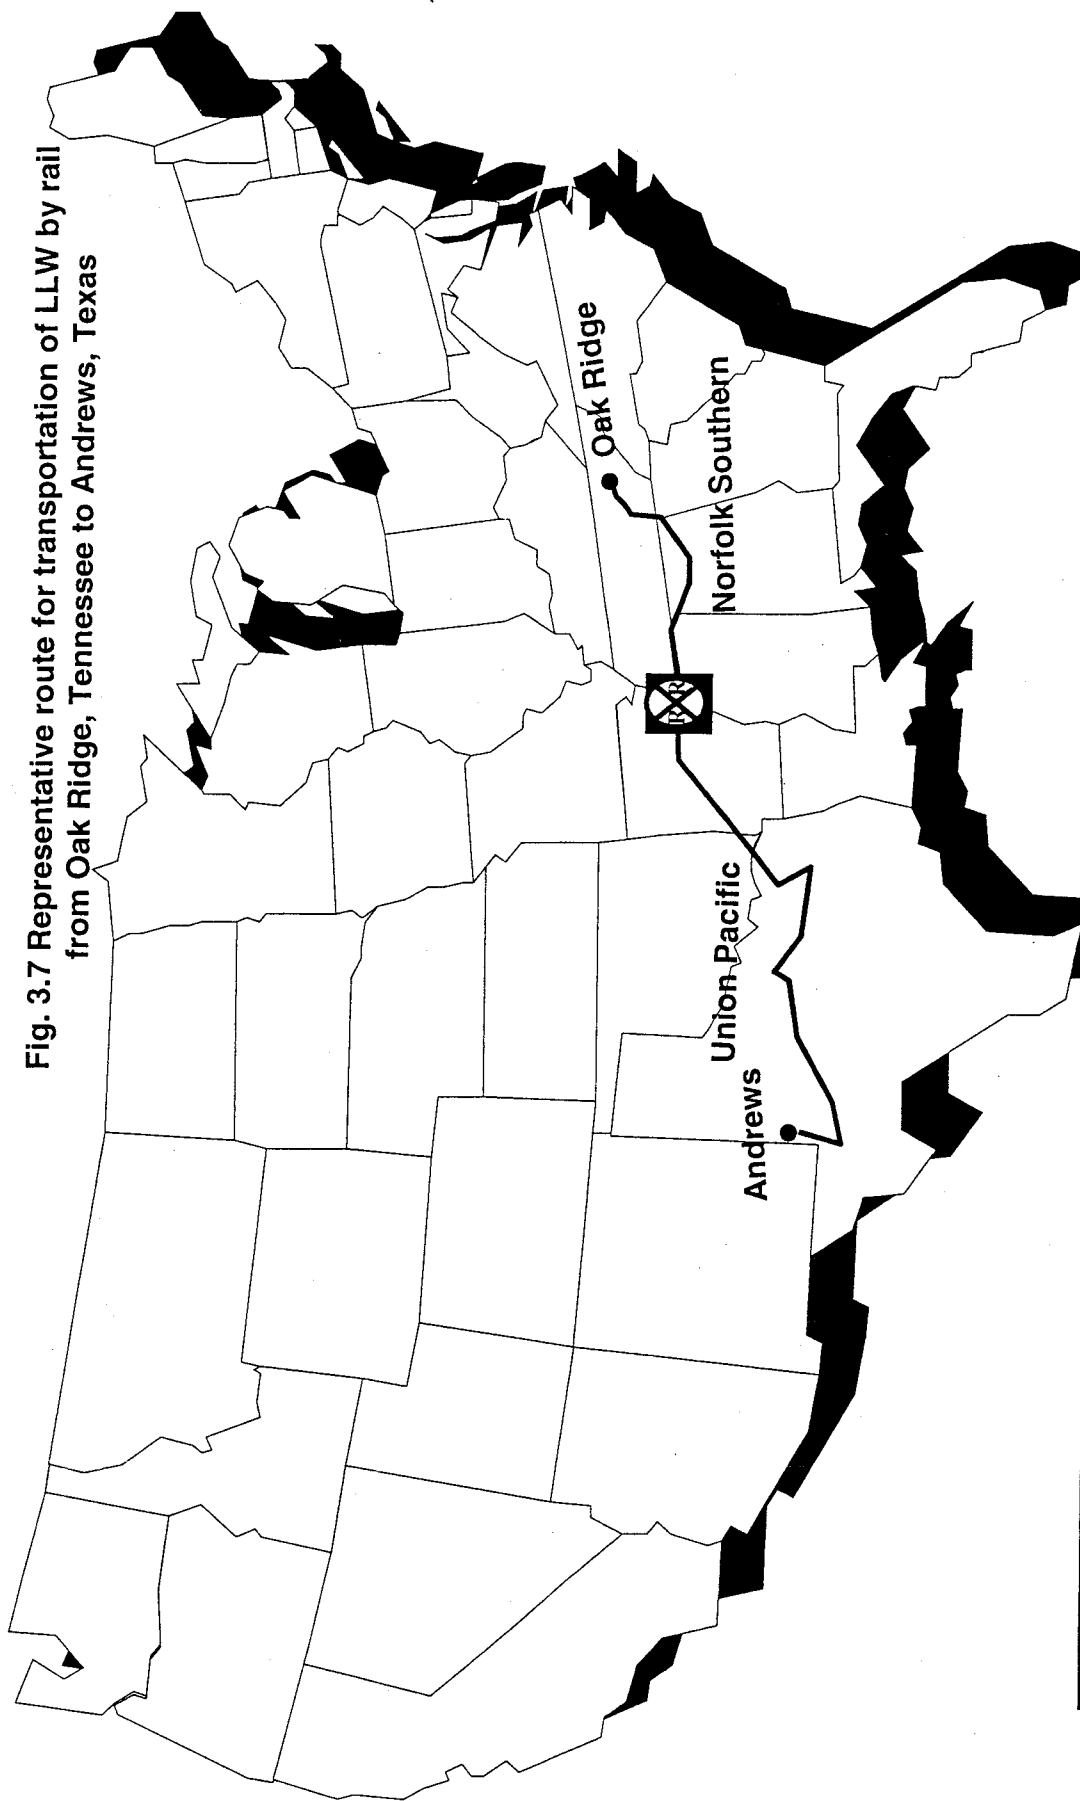 Fig. 3.7 Representative route for transportation of LLW by rail
from Oak Ridge, Tennessee to Andrews, Texas
Oak Ridge
Norfolk Southern
R R
Union Pacific
Andrews